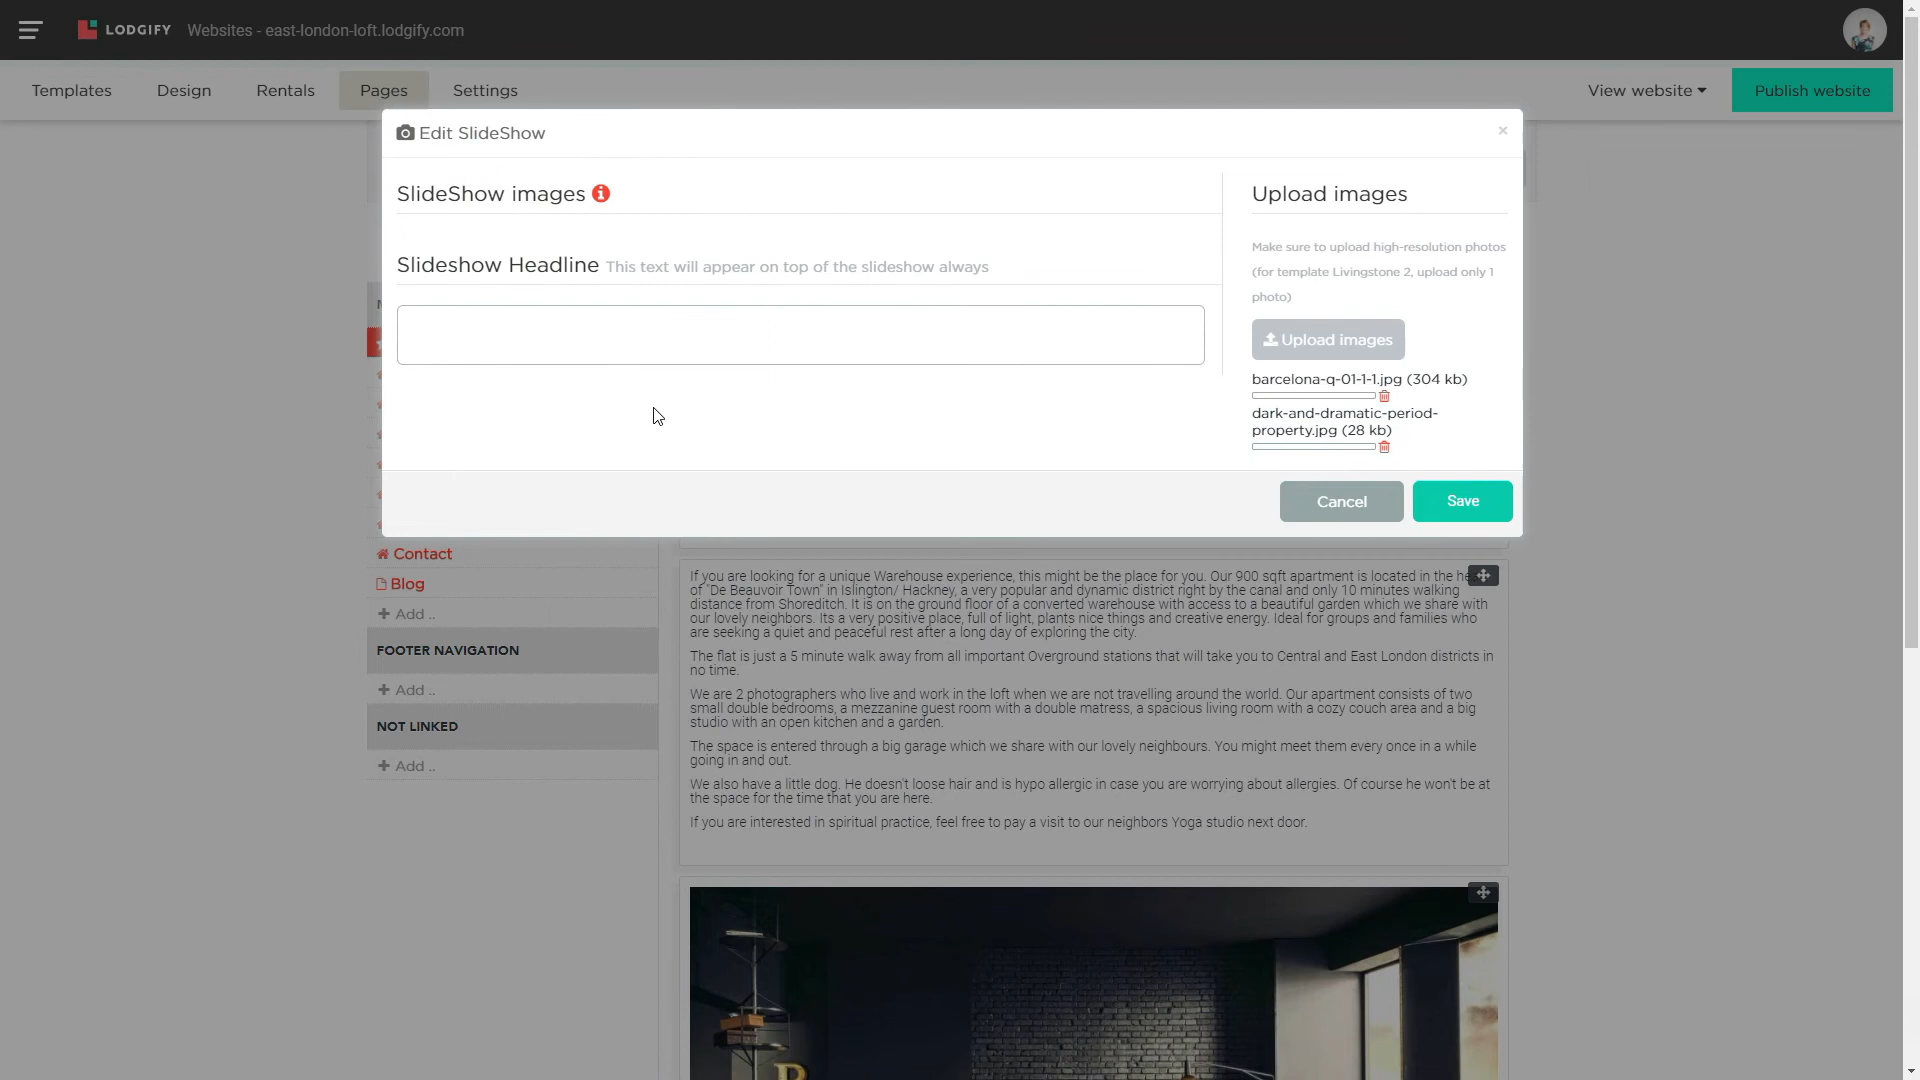 LODGIFY Websites - east-london-loft.lodgify.com
Templates Design Rentals Pages Settings View website Publish website
Edit SlideShow ×
SlideShow images
Slideshow Headline This text will appear on top of the slideshow always
Upload images
Make sure to upload high-resolution photos
(for template Livingstone 2, upload only 1
photo)
Upload images
barcelona-q-01-1-1.jpg (304 kb)
dark-and-dramatic-period-
property.jpg (28 kb)
Cancel Save
Contact
Blog
+ Add ..
FOOTER NAVIGATION
+ Add ..
NOT LINKED
+ Add ..
If you are looking for a unique Warehouse experience, this might be the place for you. Our 900 sqft apartment is located in the
of "De Beauvoir Town" in Islington/ Hackney, a very popular and dynamic district right by the canal and only 10 minutes walking
distance from Shoreditch. It is on the ground floor of a converted warehouse with access to a beautiful garden which we share with
our lovely neighbors. Its a very positive place, full of light, plants nice things and creative energy. Ideal for groups and families who
are seeking a quiet and peaceful rest after a long day of exploring the city.
The flat is just a 5 minute walk away from all important Overground stations that will take you to Central and East London districts in
no time.
We are 2 photographers who live and work in the loft when we are not travelling around the world. Our apartment consists of two
small double bedrooms, a mezzanine guest room with a double matress, a spacious living room with a cozy couch area and a big
studio with an open kitchen and a garden.
The space is entered through a big garage which we share with our lovely neighbours. You might meet them every once in a while
going in and out.
We also have a little dog. He doesn't loose hair and is hypo allergic in case you are worrying about allergies. Of course he won't be at
the space for the time that you are here.
If you are interested in spiritual practice, feel free to pay a visit to our neighbors Yoga studio next door.